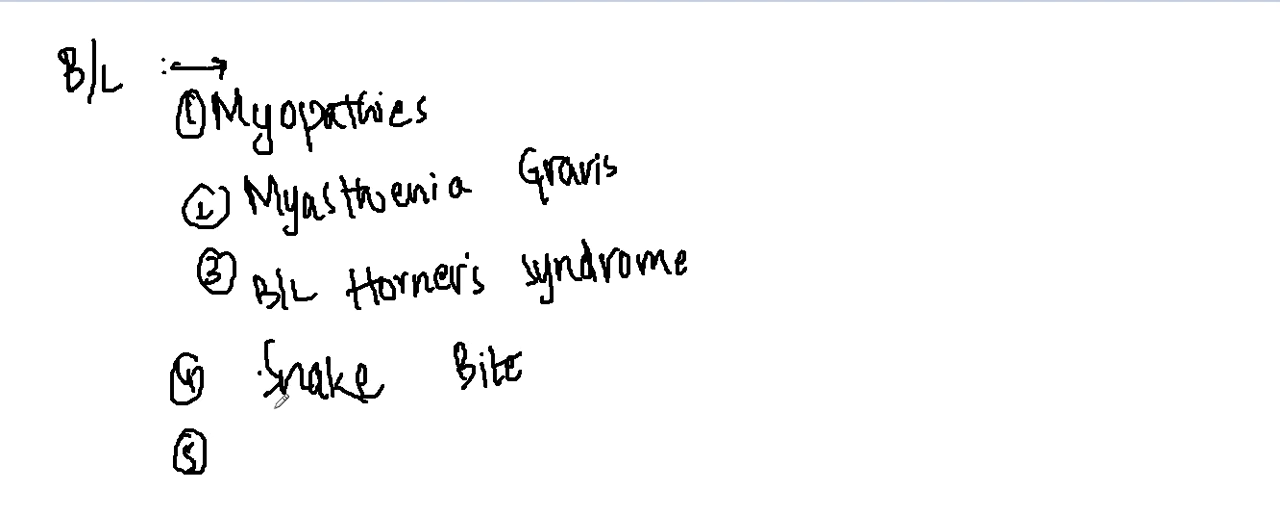 B/L :→
① Myopathies
② Myasthenia Gravis
③ B/L Horner's syndrome
④ Snake Bite
⑤